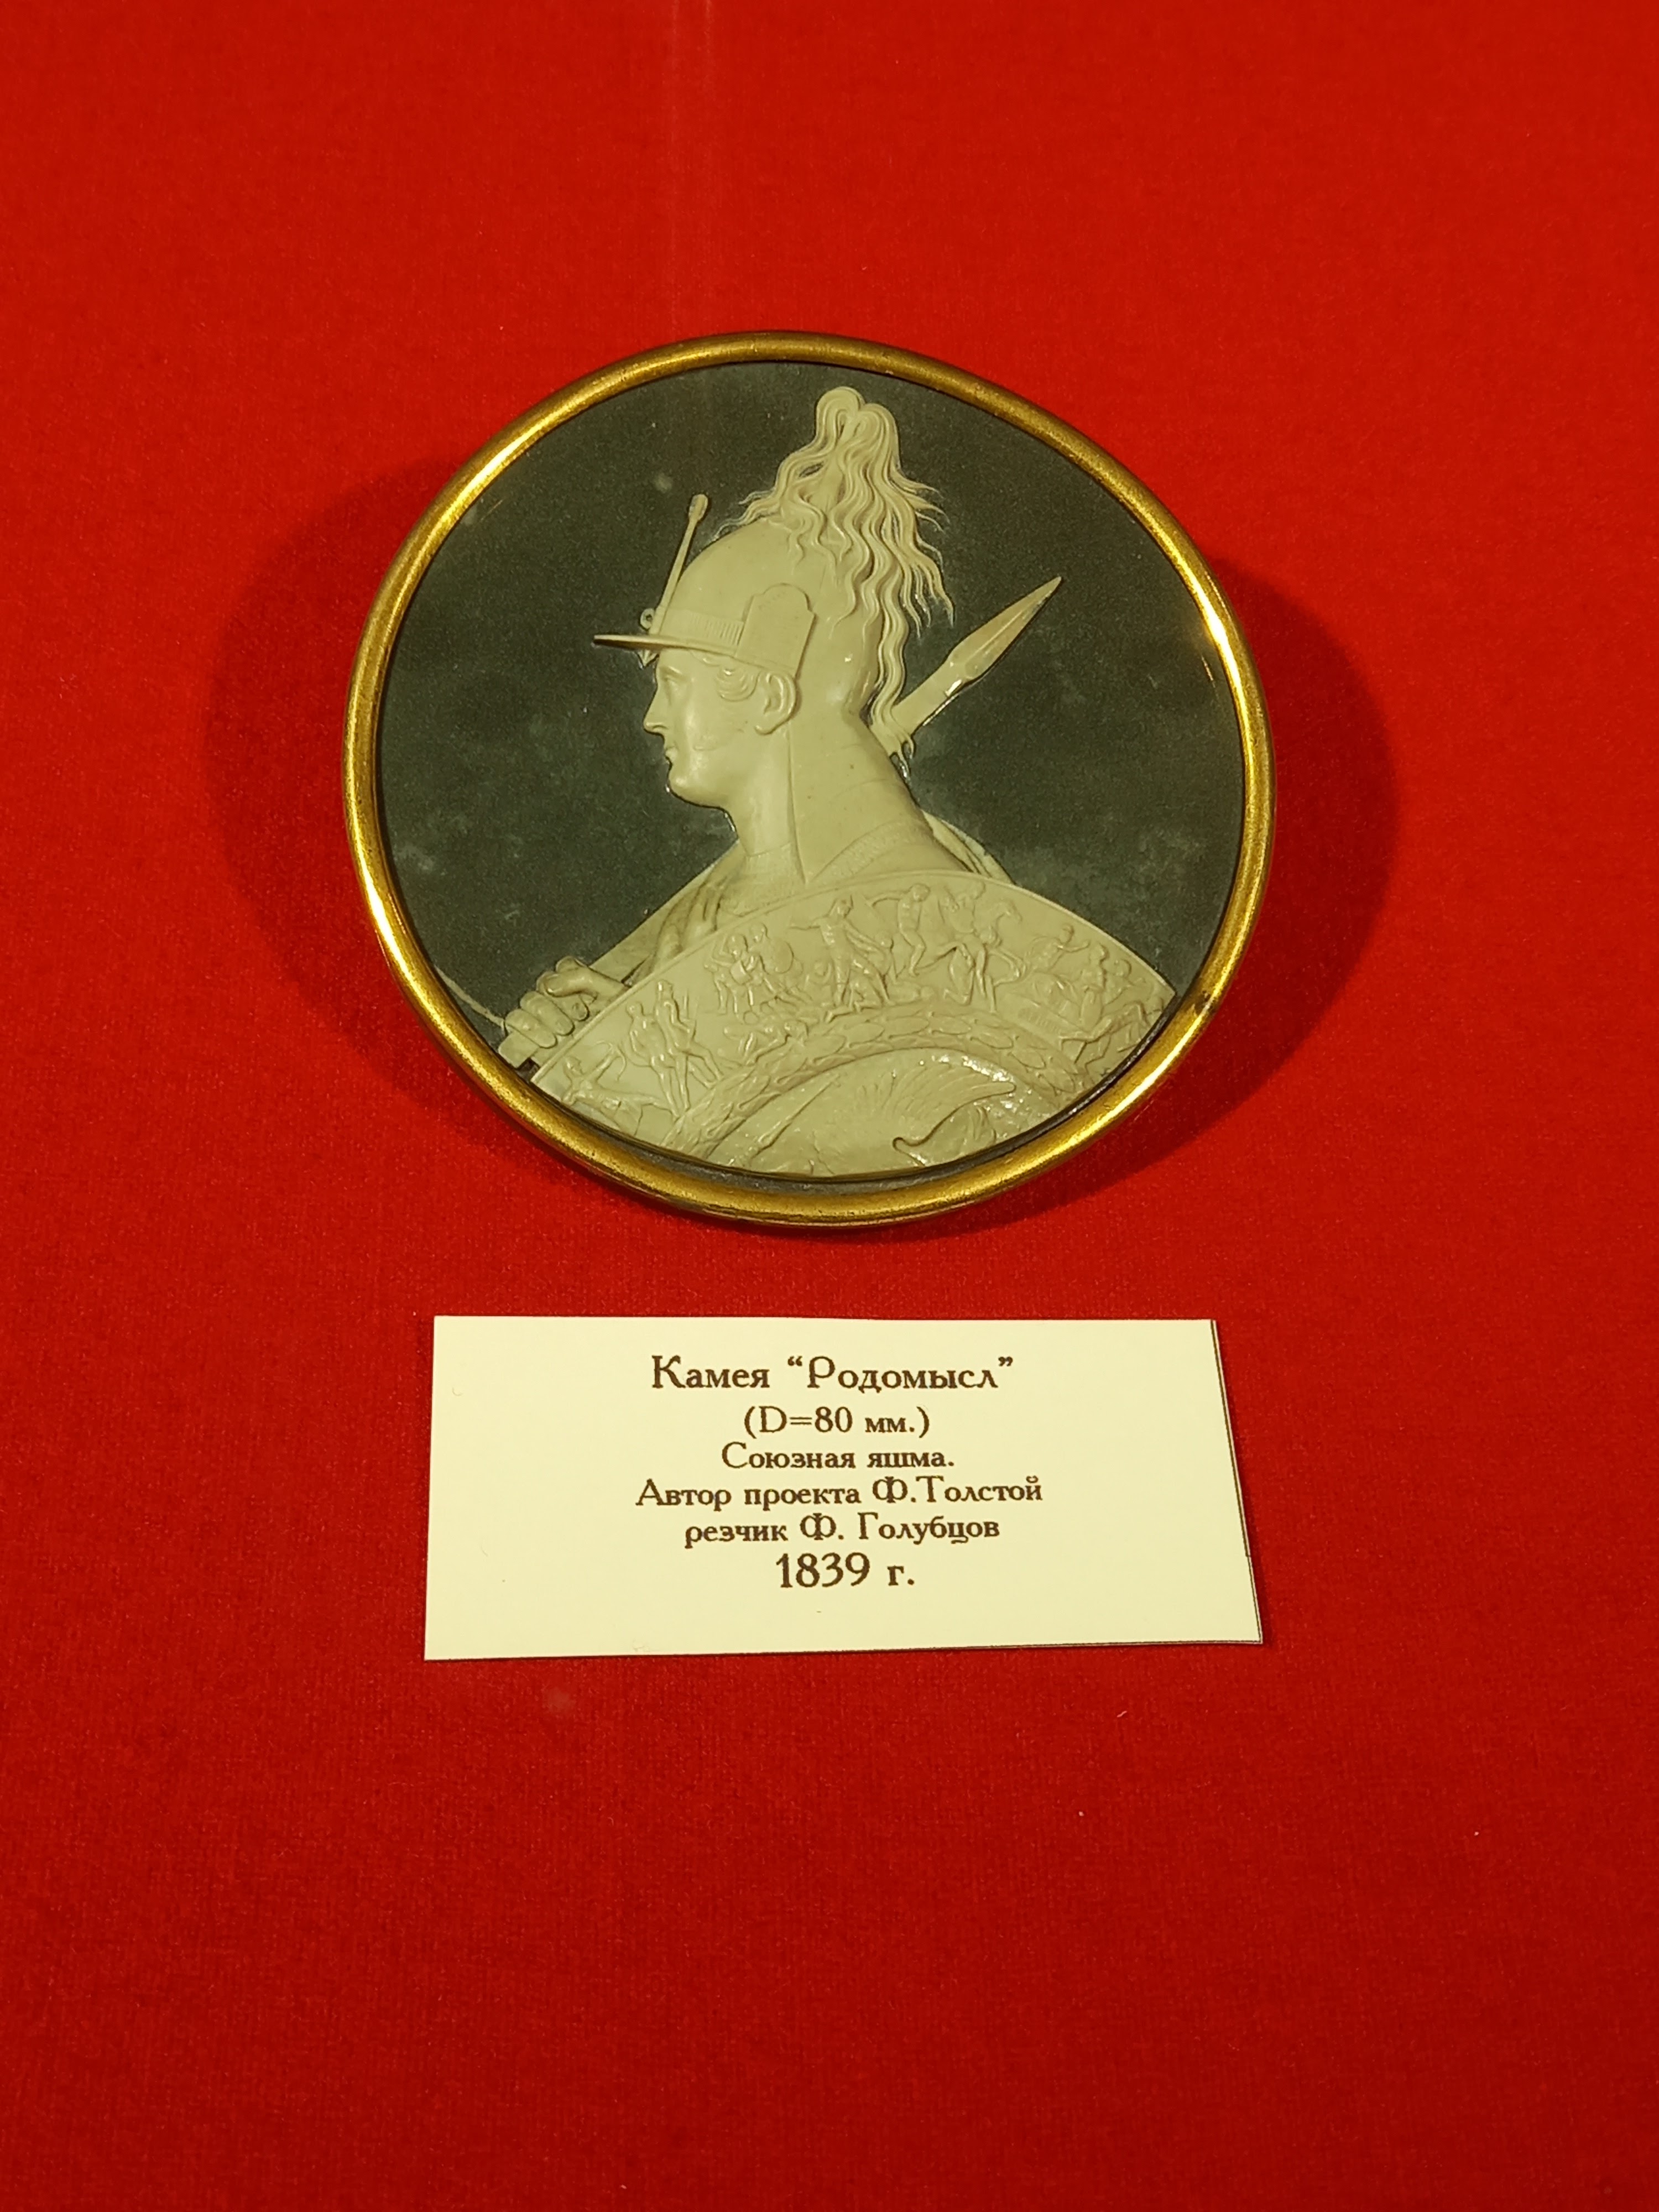 Камея “Родомысл”
(D=80 мм.)
Союзная яшма.
Автор проекта Ф.Толстой
резчик Ф. Голубцов
1839 г.